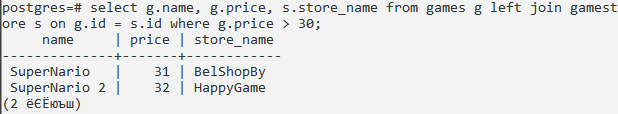 postgres=# select g.name, g.price, s.store_name from games g left join gamest
ore s on g.id = s.id where g.price > 30;
name | price | store_name
--------------+-------+------------
SuperNario | 31 | BelShopBy
SuperNario 2 | 32 | HappyGame
(2 ёЄЁюъш)